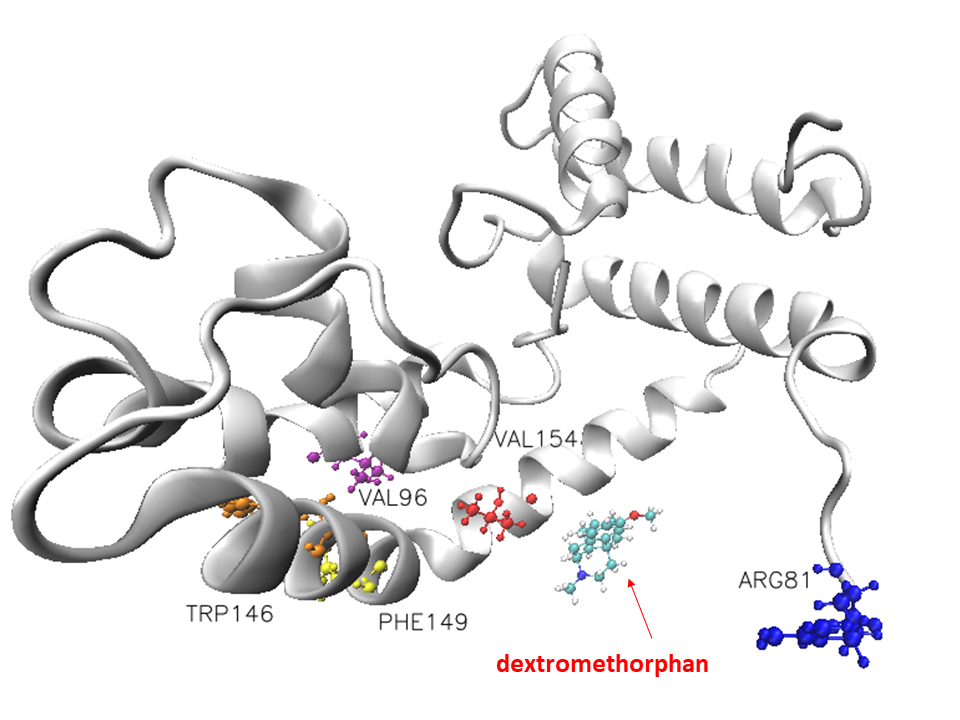 VAL154
VAL96
ARG81
TRP146
PHE149
dextromethorphan